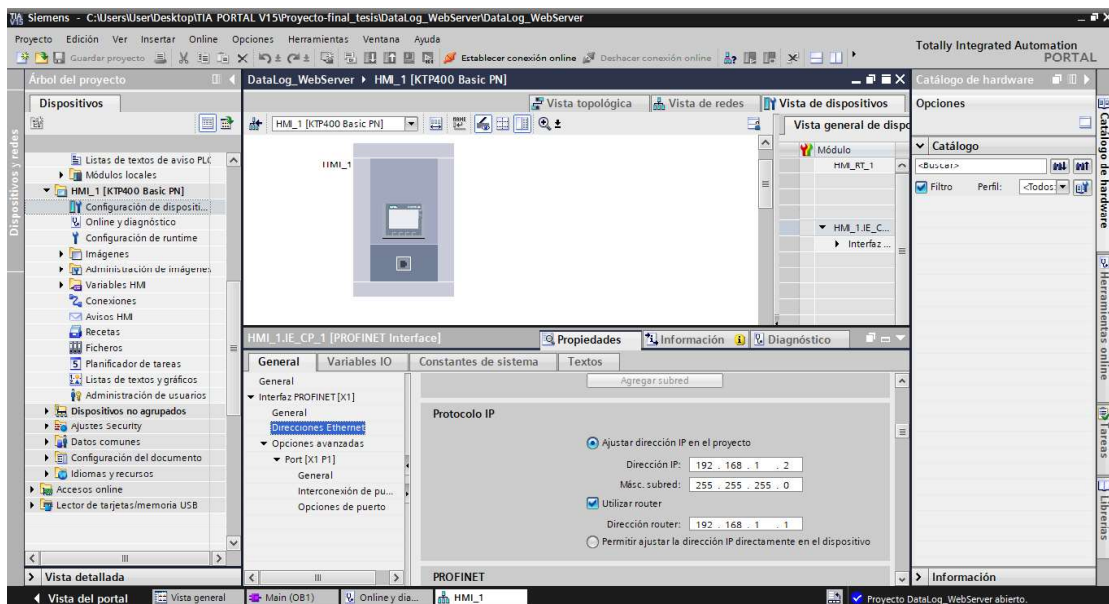 Siemens - C:\Users\User\Desktop\TIA PORTAL V15\Proyecto-final_tesis\DataLog_WebServer\DataLog_WebServer
Proyecto Edición Ver Insertar Online Opciones Herramientas Ventana Ayuda
Totally Integrated Automation
PORTAL
Guardar proyecto Establecer conexión online Deshacer conexión online
Árbol del proyecto
Dispositivos
Dispositivos y redes
Listas de textos de aviso PLC
Módulos locales
HMI_1 [KTP400 Basic PN]
Configuración de dispositi...
Online y diagnóstico
Configuración de runtime
Imágenes
Administración de imágenes
Variables HMI
Conexiones
Avisos HMI
Recetas
Ficheros
Planificador de tareas
Listas de textos y gráficos
Administración de usuarios
Dispositivos no agrupados
Ajustes Security
Datos comunes
Configuración del documento
Idiomas y recursos
Accesos online
Lector de tarjetas/memoria USB
Vista detallada
DataLog_WebServer HMI_1 [KTP400 Basic PN]
Vista topológica Vista de redes Vista de dispositivos
HMI_1 [KTP400 Basic PN]
HMI_1
Vista general de dispo
Módulo
HMI_RT_1
HMI_1.IE_C...
Interfaz ...
HMI_1.IE_CP_1 [PROFINET Interface]
Propiedades Información Diagnóstico
General Variables IO Constantes de sistema Textos
General
Interfaz PROFINET [X1]
General
Direcciones Ethernet
Opciones avanzadas
Port [X1 P1]
General
Interconexión de pu...
Opciones de puerto
Agregar subred
Protocolo IP
Ajustar dirección IP en el proyecto
Dirección IP: 192 . 168 . 1 . 2
Másc. subred: 255 . 255 . 255 . 0
Utilizar router
Dirección router: 192 . 168 . 1 . 1
Permitir ajustar la dirección IP directamente en el dispositivo
PROFINET
Catálogo de hardware
Opciones
Catálogo
<Buscar>
Filtro Perfil: <Todos>
Información
Catálogo de hardware
Herramientas online
Tareas
Librerías
Vista del portal Vista general Main (OB1) Online y dia... HMI_1 Proyecto DataLog_WebServer abierto.